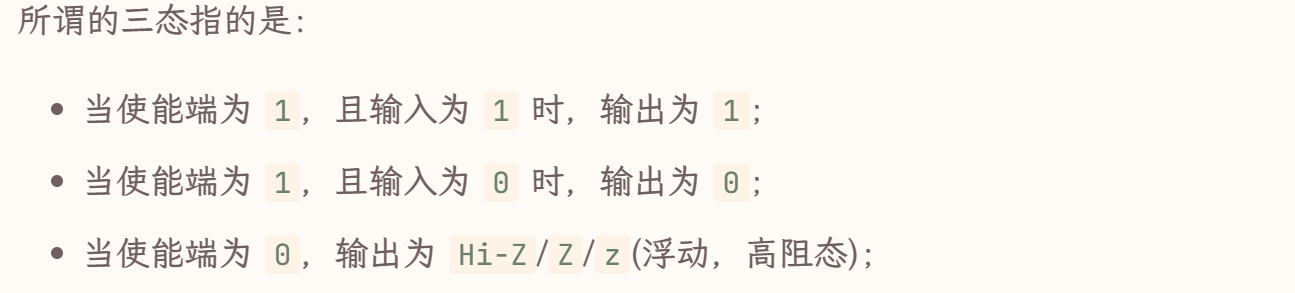 所谓的三态指的是：
• 当使能端为 1，且输入为 1 时，输出为 1；
• 当使能端为 1，且输入为 0 时，输出为 0；
• 当使能端为 0，输出为 Hi-Z/Z/z(浮动，高阻态)；